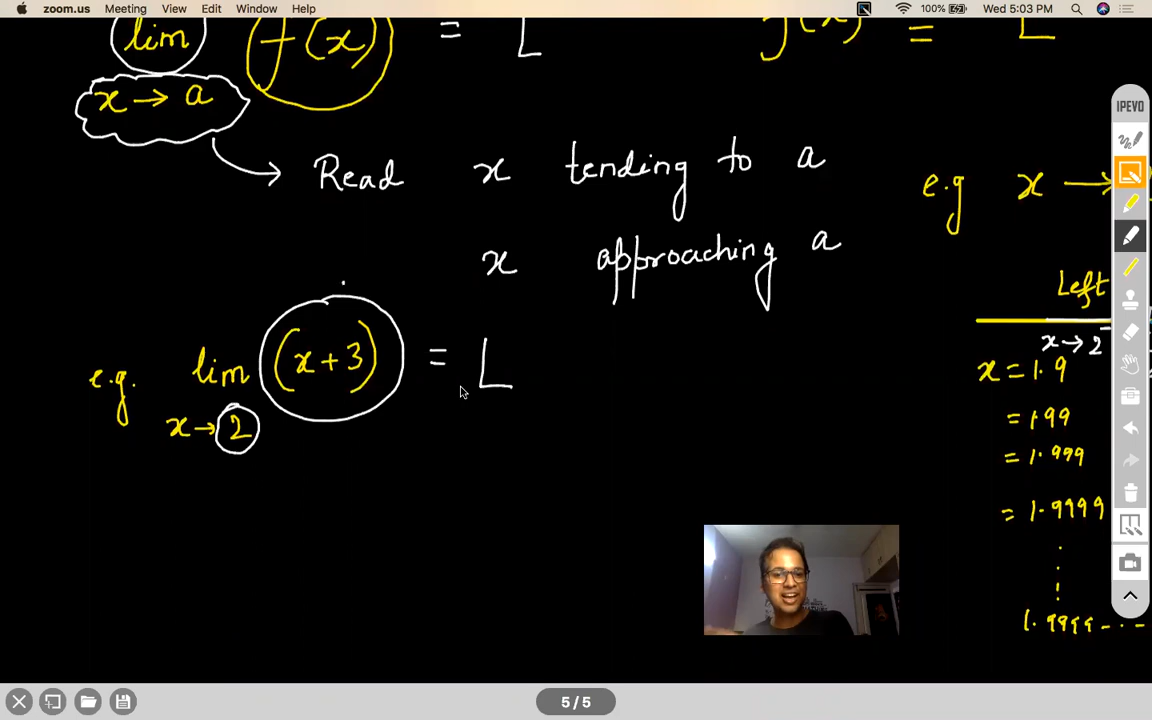 zoom.us Meeting View Edit Window Help 100% Wed 5:03 PM
lim f(x) = L f(x) = L
x → a
IPEVO
Read x tending to a
e.g x →
x approaching a
Left
x → 2⁻
e.g. lim (x + 3) = L
x → 2
x = 1.9
= 1.99
= 1.999
= 1.9999
1.9999 - . -
5 / 5